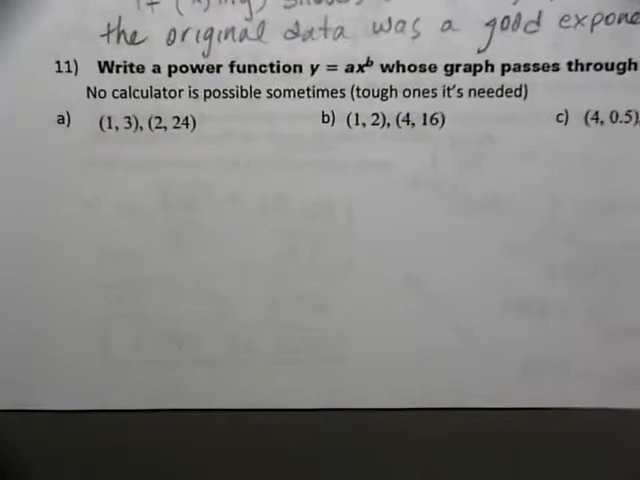 the original data was a good expone
11) Write a power function y = ax^b whose graph passes through
No calculator is possible sometimes (tough ones it's needed)
a) (1, 3), (2, 24) b) (1, 2), (4, 16) c) (4, 0.5)